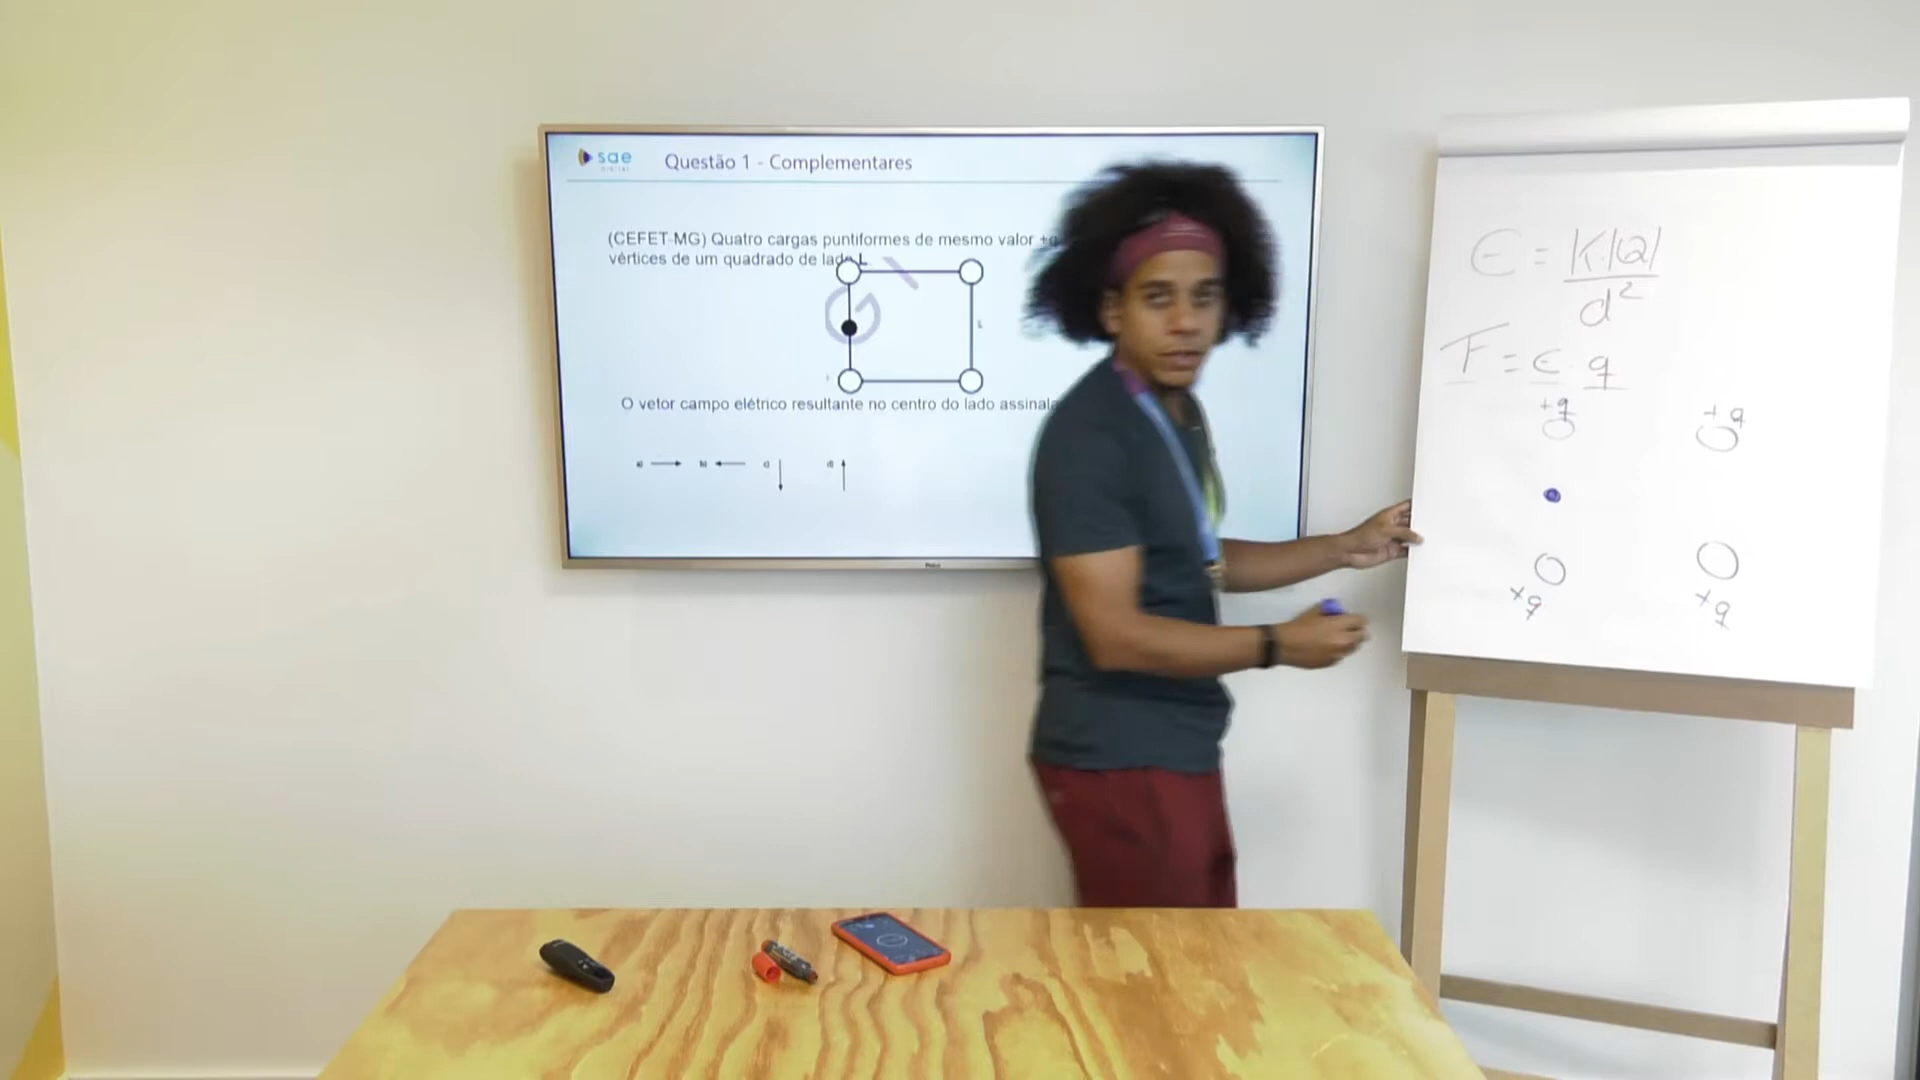 sae
DIGITAL
Questão 1 - Complementares
(CEFET-MG) Quatro cargas puntiformes de mesmo valor +q
vértices de um quadrado de lado L
L
O vetor campo elétrico resultante no centro do lado assinala
a) b) c) d)
E = K.|Q|
d²
F = E . q
+q +q
+q +q